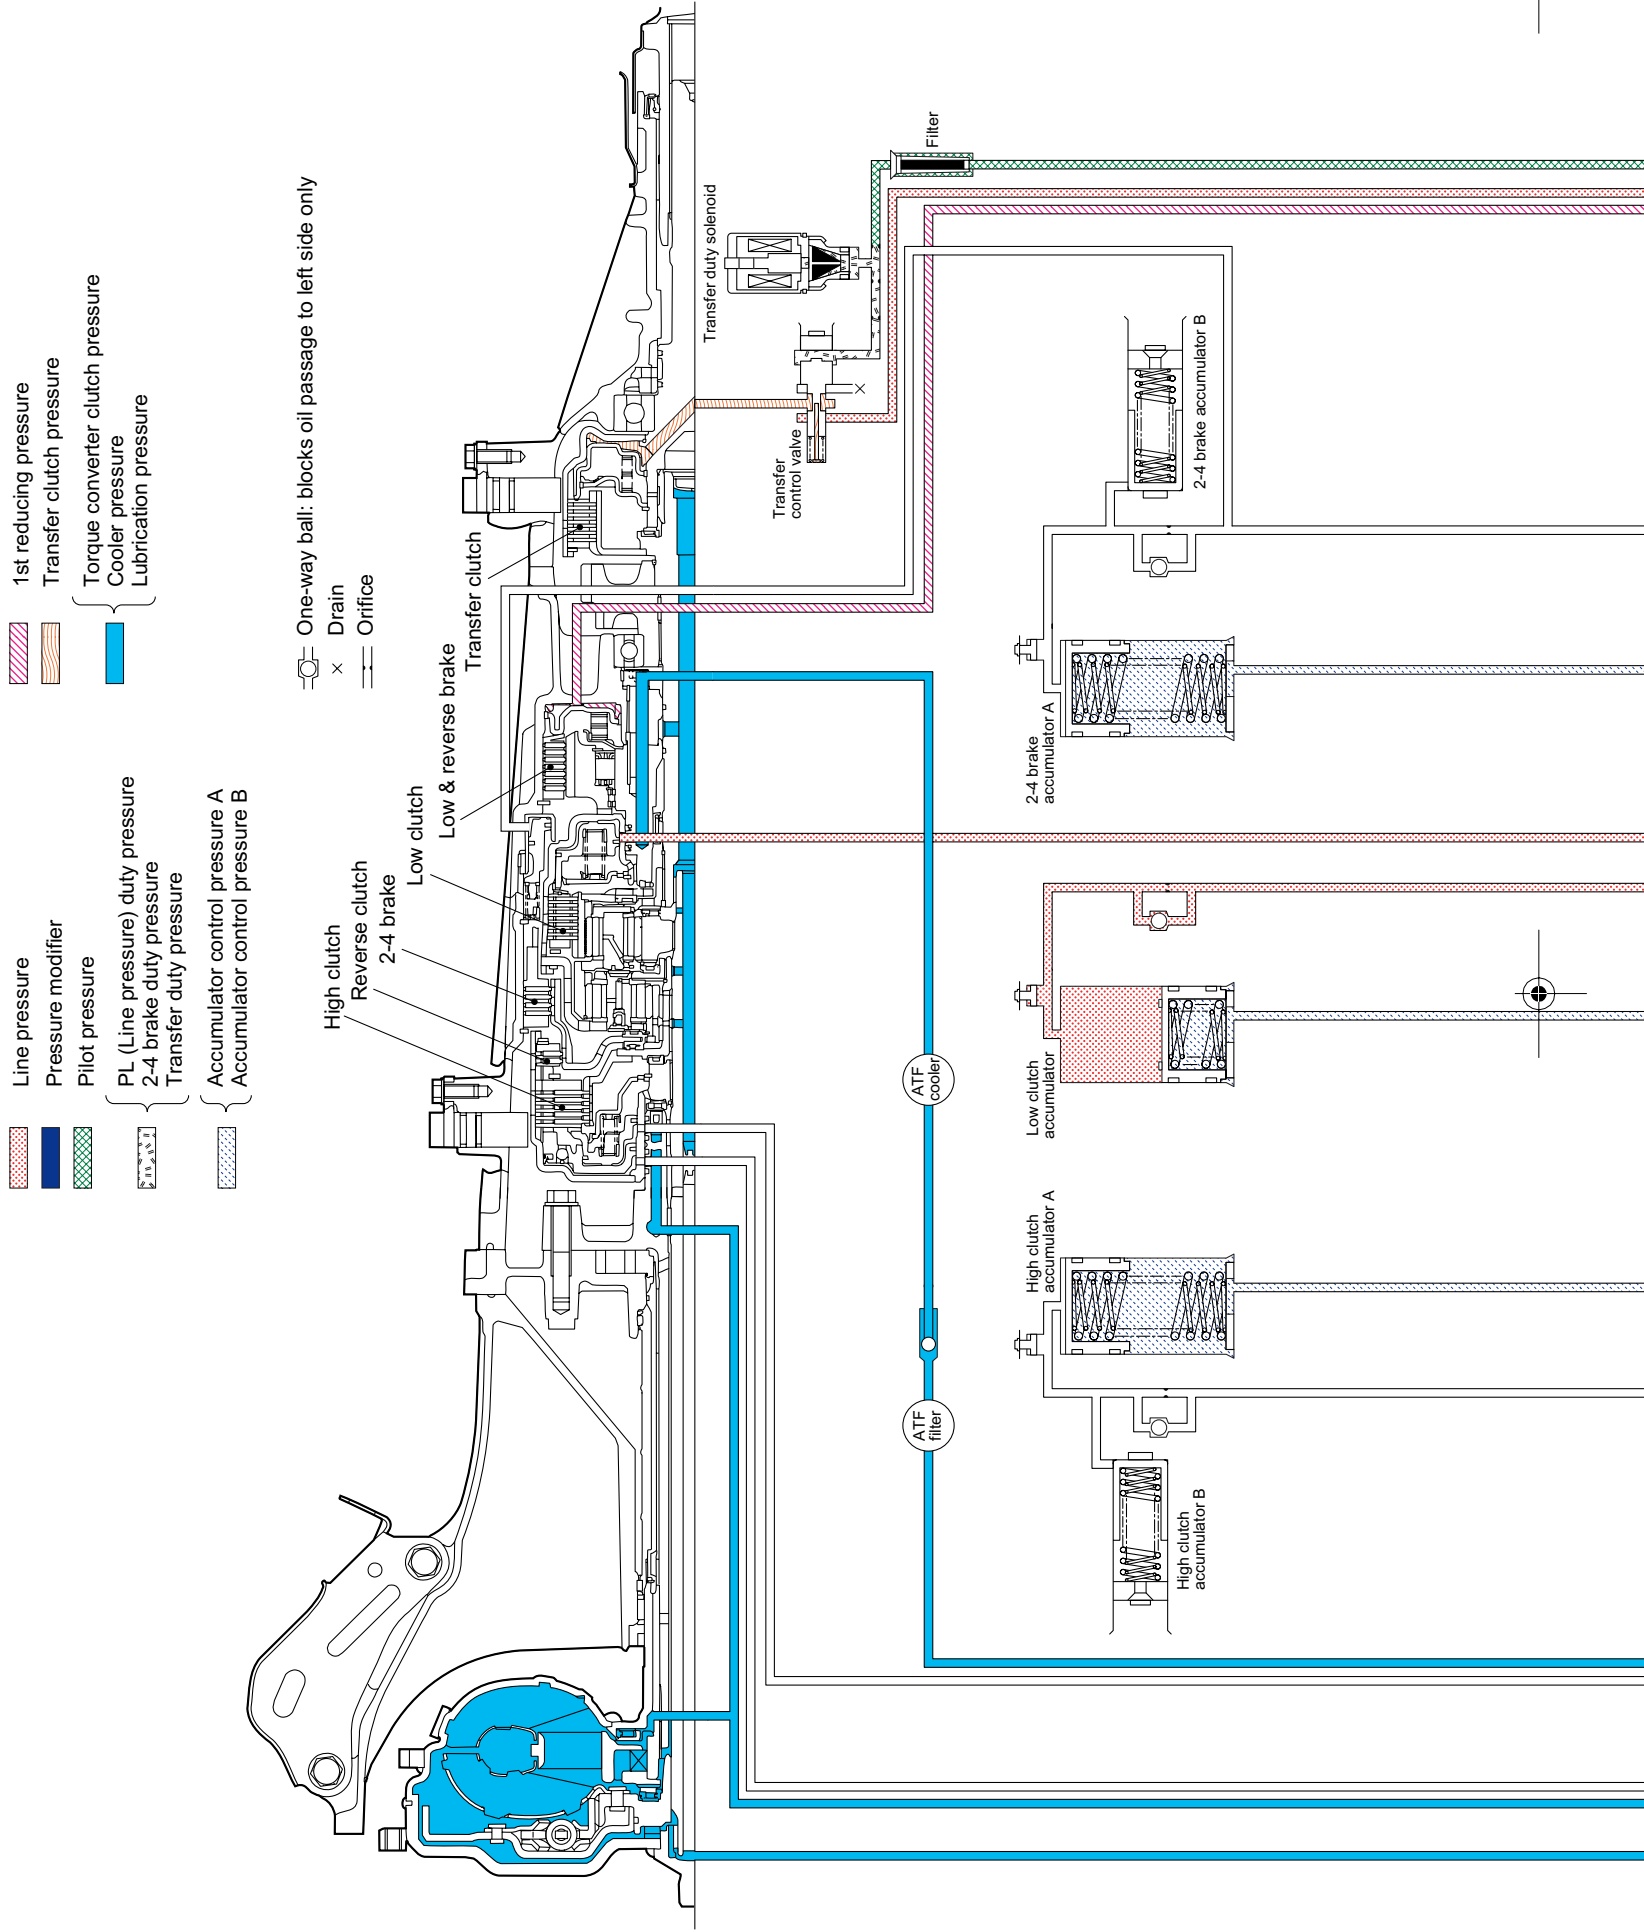 Line pressure
Pressure modifier
Pilot pressure
PL (Line pressure) duty pressure
2-4 brake duty pressure
Transfer duty pressure
Accumulator control pressure A
Accumulator control pressure B
1st reducing pressure
Transfer clutch pressure
Torque converter clutch pressure
Cooler pressure
Lubrication pressure
One-way ball: blocks oil passage to left side only
Drain
Orifice
High clutch
Reverse clutch
2-4 brake
Low clutch
Low & reverse brake
Transfer clutch
Transfer duty solenoid
Filter
Transfer
control valve
ATF
filter
ATF
cooler
High clutch
accumulator B
High clutch
accumulator A
Low clutch
accumulator
2-4 brake
accumulator A
2-4 brake accumulator B